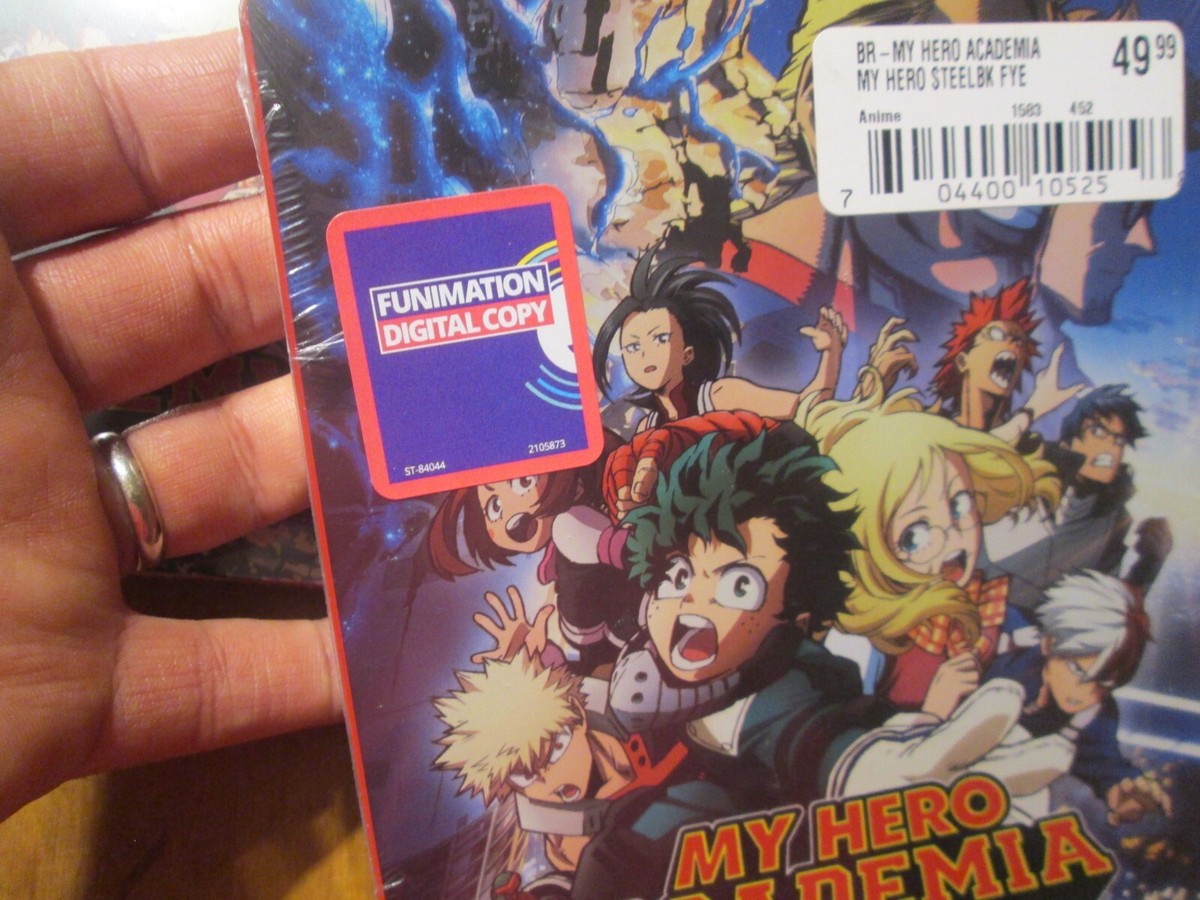 BR-MY HERO ACADEMIA 49.99
MY HERO STEELBK FYE
Anime 1583 452
7 04400 10525
FUNIMATION
DIGITAL COPY
ST-84044 2105873
MY HERO
ACADEMIA